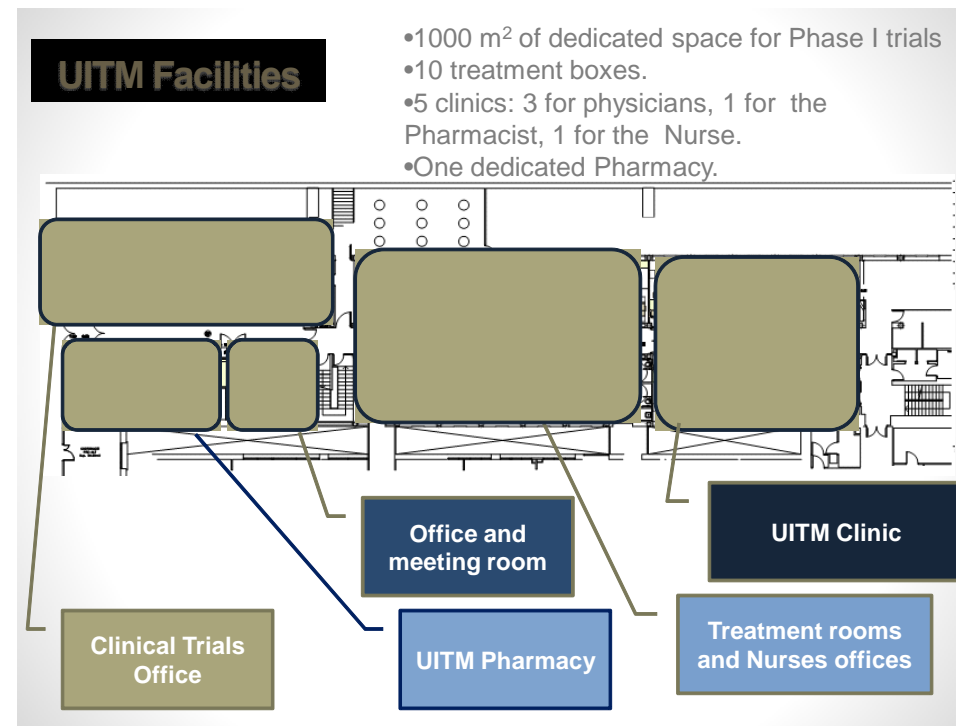 UITM Facilities
•1000 m² of dedicated space for Phase I trials
•10 treatment boxes.
•5 clinics: 3 for physicians, 1 for the
Pharmacist, 1 for the Nurse.
•One dedicated Pharmacy.
Office and
meeting room
UITM Clinic
Clinical Trials
Office
UITM Pharmacy
Treatment rooms
and Nurses offices